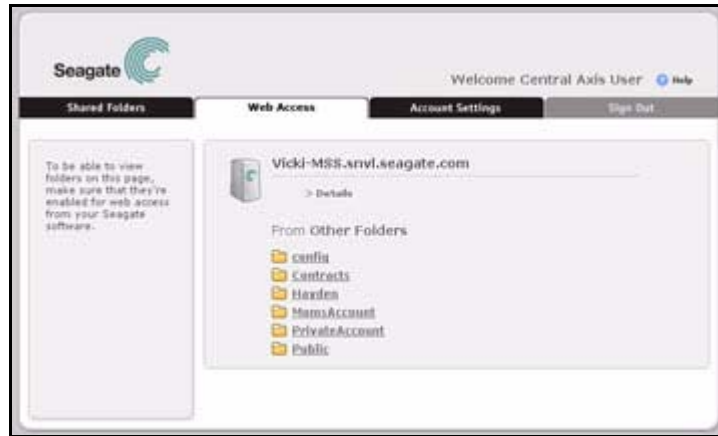 Seagate
Welcome Central Axis User Help
Shared Folders Web Access Account Settings Sign Out
To be able to view
folders on this page,
make sure that they're
enabled for web access
from your Seagate
software.
Vicki-MSS.snvl.seagate.com
> Details
From Other Folders
config
Contracts
Hayden
MomsAccount
PrivateAccount
Public